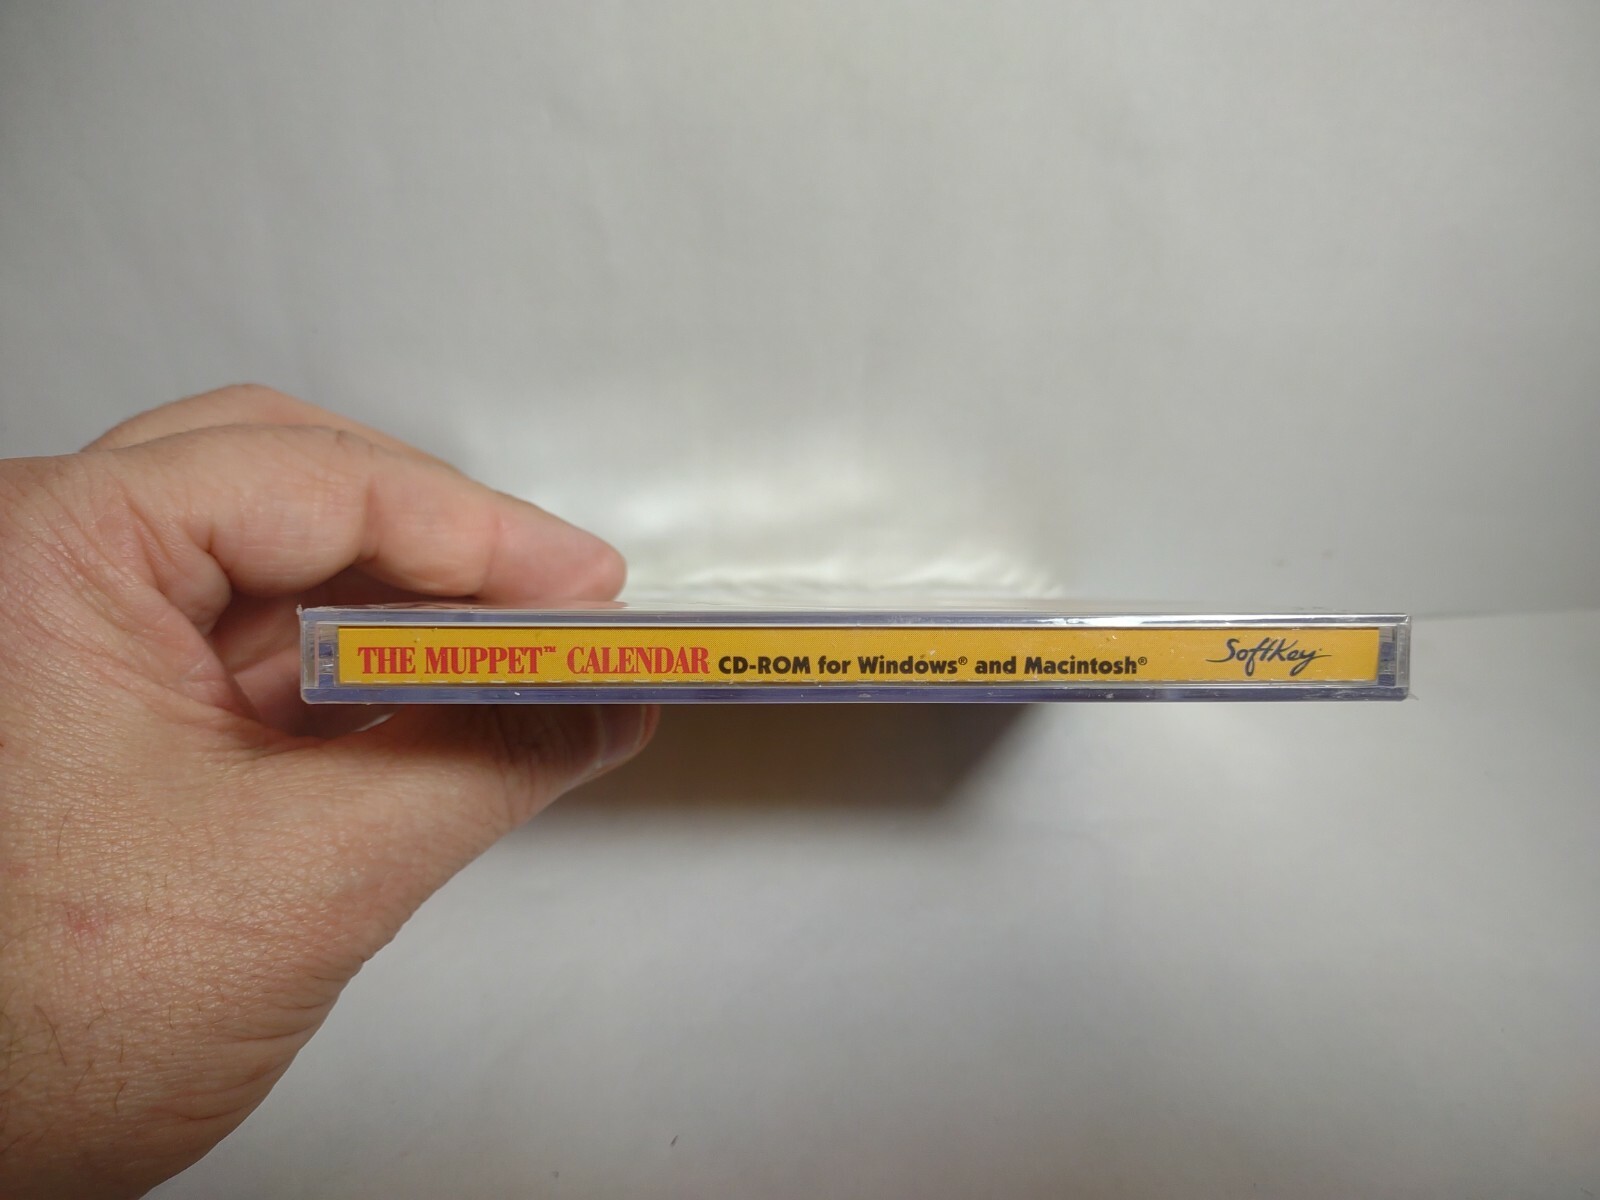 THE MUPPET™ CALENDAR CD-ROM for Windows® and Macintosh® SoftKey